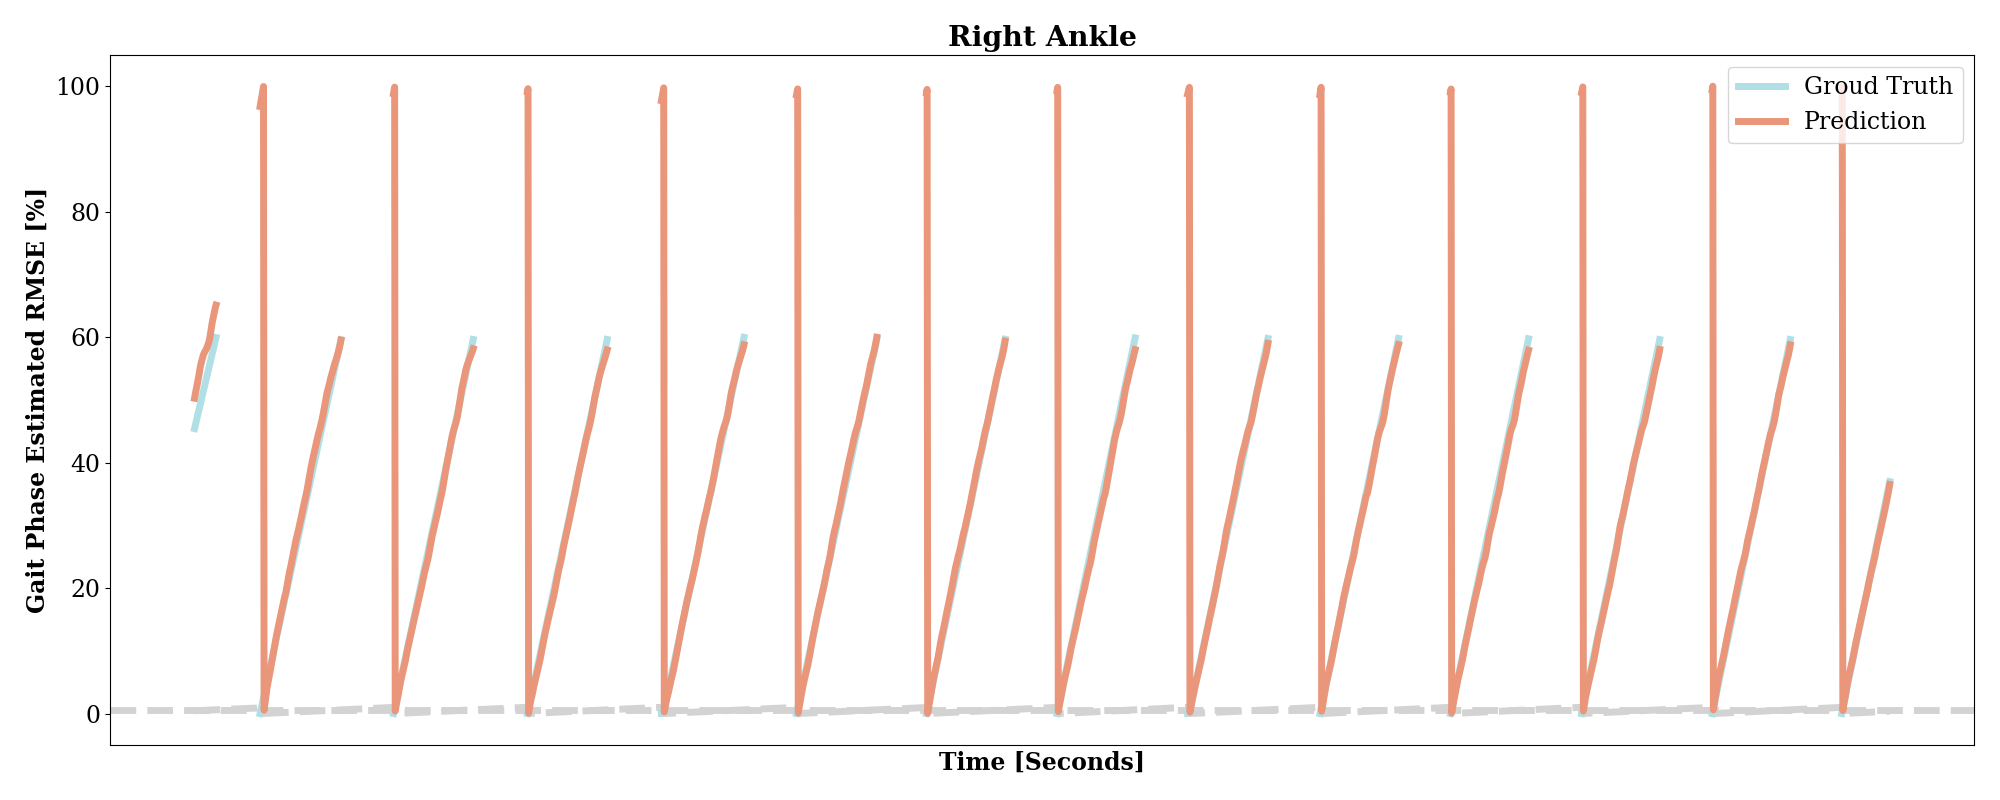 Right Ankle
Groud Truth
Prediction
Gait Phase Estimated RMSE [%]
100
80
60
40
20
0
Time [Seconds]